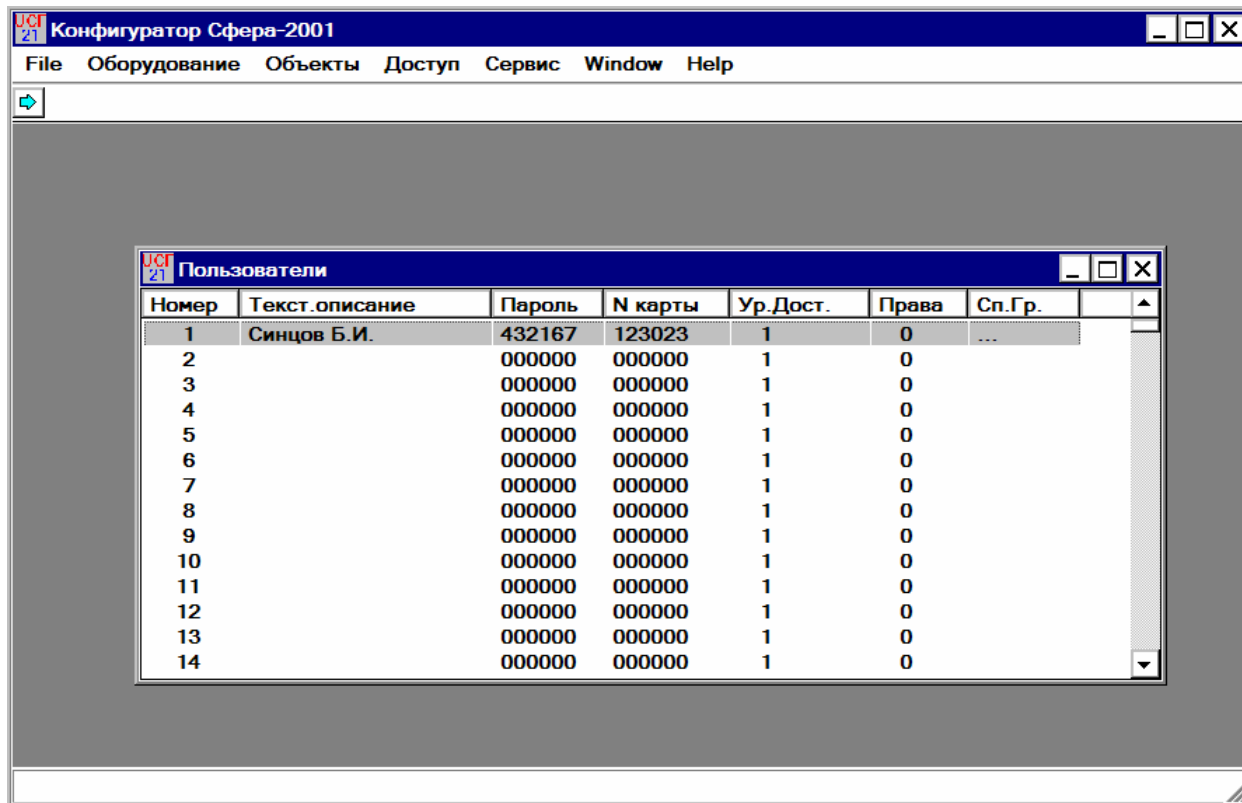 Конфигуратор Сфера-2001
File Оборудование Объекты Доступ Сервис Window Help
Пользователи
Номер Текст.описание Пароль N карты Ур.Дост. Права Сп.Гр.
1 Синцов Б.И. 432167 123023 1 0 ...
2 000000 000000 1 0
3 000000 000000 1 0
4 000000 000000 1 0
5 000000 000000 1 0
6 000000 000000 1 0
7 000000 000000 1 0
8 000000 000000 1 0
9 000000 000000 1 0
10 000000 000000 1 0
11 000000 000000 1 0
12 000000 000000 1 0
13 000000 000000 1 0
14 000000 000000 1 0